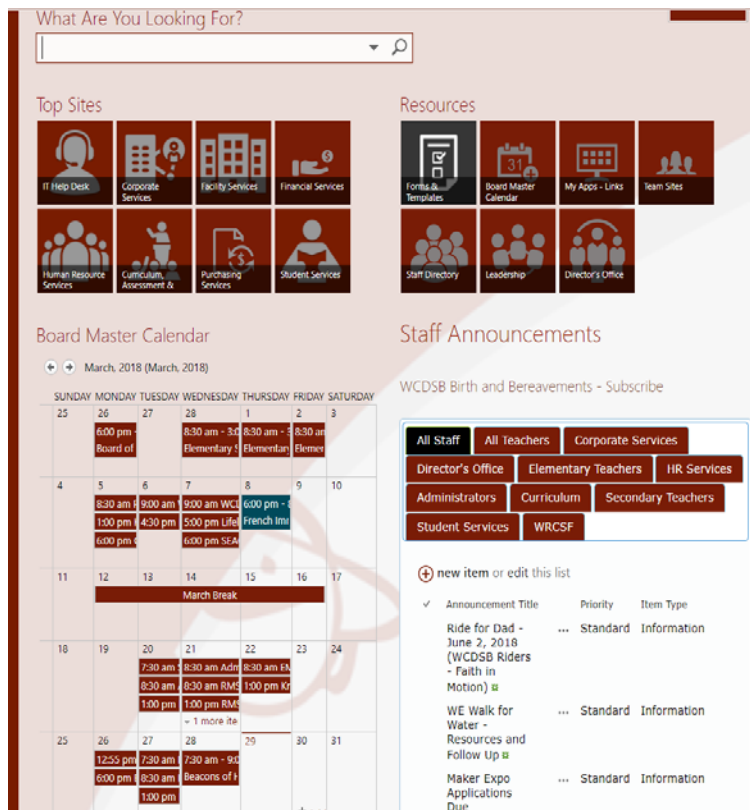 What Are You Looking For?
Top Sites
IT Help Desk
Corporate
Services
Facility Services
Financial Services
Human Resource
Services
Curriculum,
Assessment &
Purchasing
Services
Student Services
Resources
Forms &
Templates
31
Board Master
Calendar
My Apps - Links
Team Sites
Staff Directory
Leadership
Director's Office
Board Master Calendar
March, 2018 (March, 2018)
SUNDAY MONDAY TUESDAY WEDNESDAY THURSDAY FRIDAY SATURDAY
25 26 27 28 1 2 3
6:00 pm - 8:30 am - 3:0 8:30 am - 3 8:30 am
Board of Elementary S Elementary Elemen
4 5 6 7 8 9 10
8:30 am 9:00 am 9:00 am WCD 6:00 pm - 8
1:00 pm 4:30 pm 5:00 pm Lifel French Imm
6:00 pm 6:00 pm SEA
11 12 13 14 15 16 17
March Break
18 19 20 21 22 23 24
7:30 am 8:30 am Adm 8:30 am EM
8:30 am 8:30 am RMS 1:00 pm Kr
1:00 pm 1:00 pm RMS
1 more ite
25 26 27 28 29 30 31
12:55 pm 7:30 am 7:30 am - 9:0
6:00 pm 8:30 am Beacons of H
1:00 pm
Staff Announcements
WCDSB Birth and Bereavements - Subscribe
All Staff All Teachers Corporate Services
Director's Office Elementary Teachers HR Services
Administrators Curriculum Secondary Teachers
Student Services WRCSF
new item or edit this list
✓ Announcement Title Priority Item Type
Ride for Dad - ... Standard Information
June 2, 2018
(WCDSB Riders
- Faith in
Motion)
WE Walk for ... Standard Information
Water -
Resources and
Follow Up
Maker Expo ... Standard Information
Applications
Due